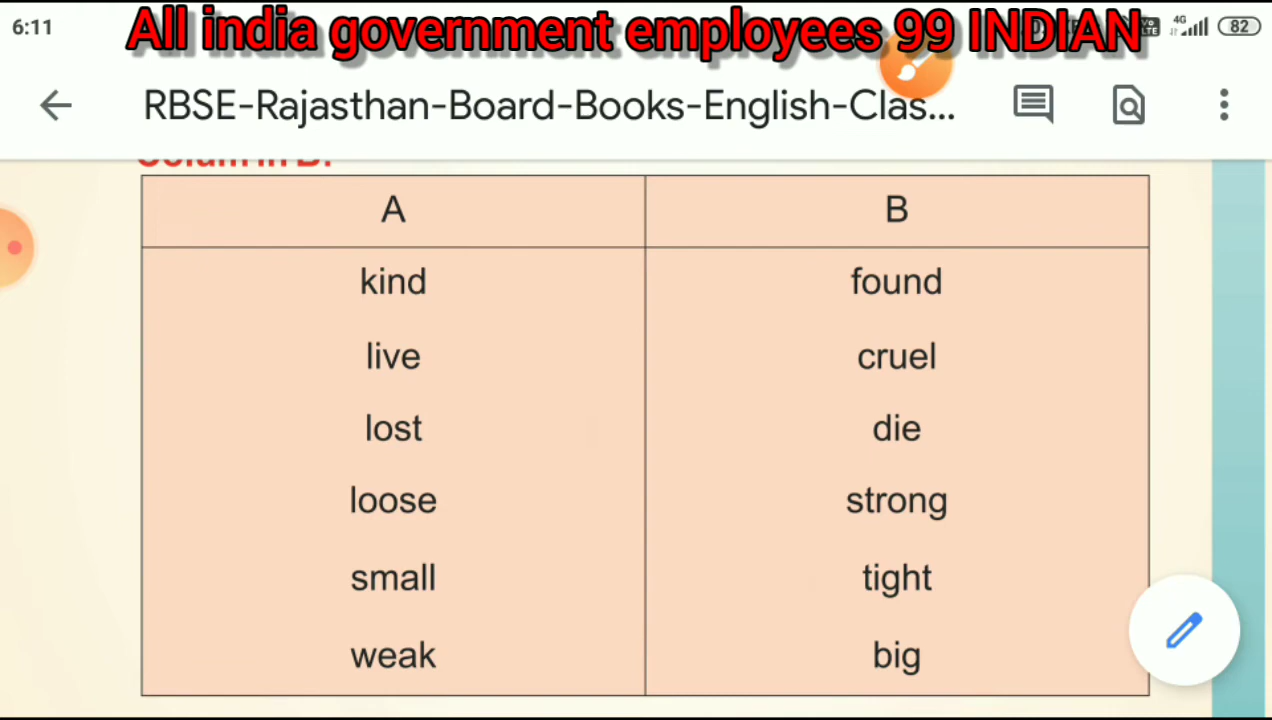 6:11
All india government employees 99 INDIAN
82
4G
RBSE-Rajasthan-Board-Books-English-Clas...
A B
kind found
live cruel
lost die
loose strong
small tight
weak big